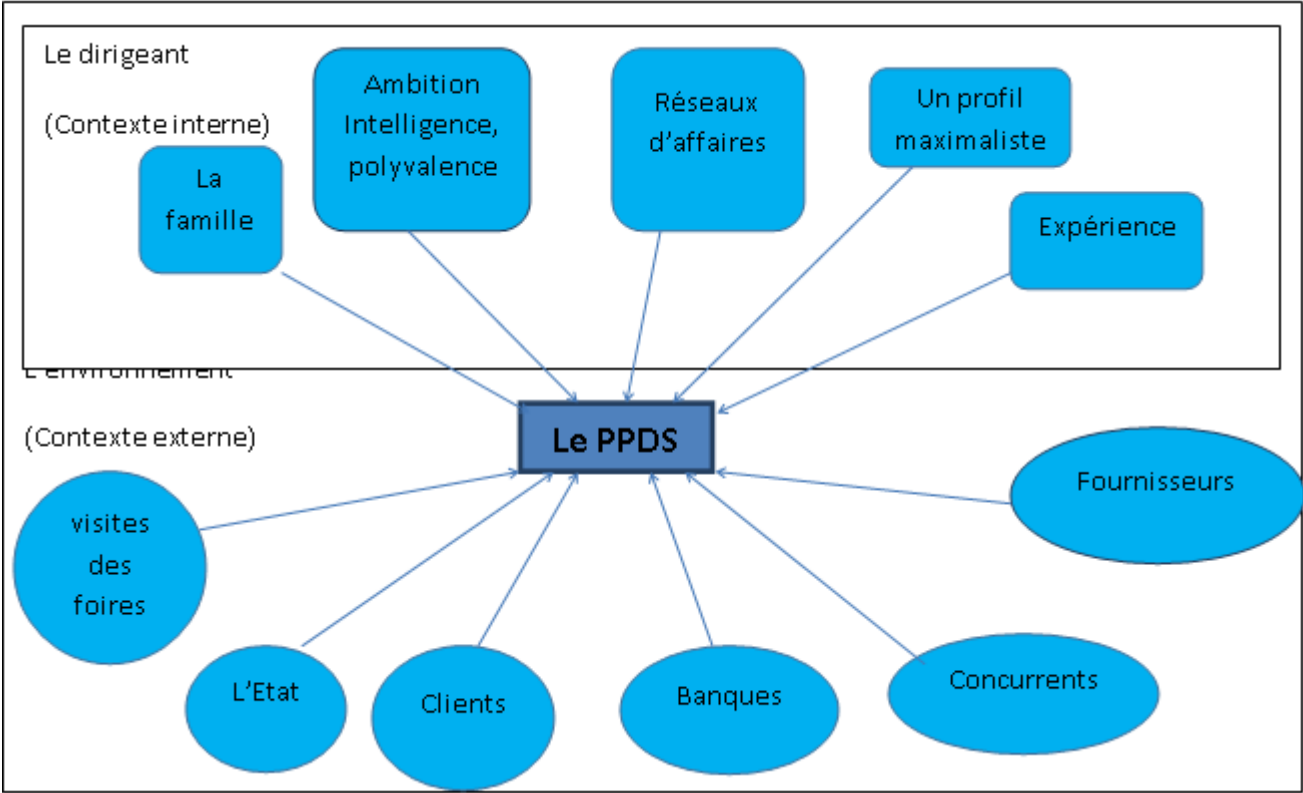 Le dirigeant
(Contexte interne)
La
famille
Ambition
Intelligence,
polyvalence
Réseaux
d'affaires
Un profil
maximaliste
Expérience
L'environnement
(Contexte externe)
Le PPDS
visites
des
foires
L'Etat
Clients
Banques
Concurrents
Fournisseurs